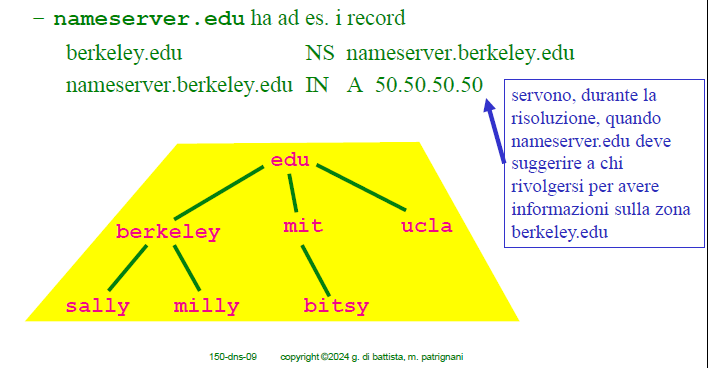 – nameserver.edu ha ad es. i record
berkeley.edu NS nameserver.berkeley.edu
nameserver.berkeley.edu IN A 50.50.50.50
servono, durante la
risoluzione, quando
nameserver.edu deve
suggerire a chi
rivolgersi per avere
informazioni sulla zona
berkeley.edu
edu
berkeley mit ucla
sally milly bitsy
150-dns-09 copyright ©2024 g. di battista, m. patrignani